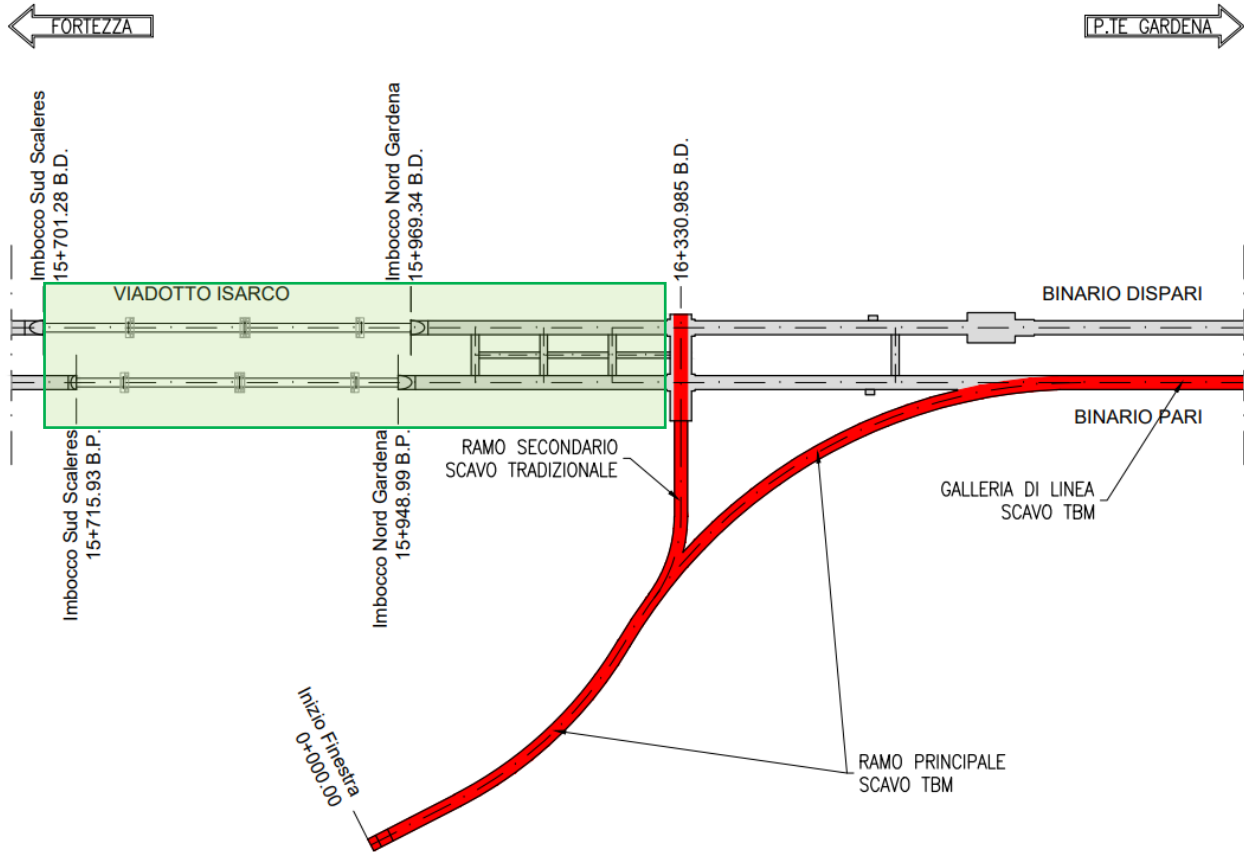 FORTEZZA
P.TE GARDENA
Imbocco Sud Scaleres
15+701.28 B.D.
Imbocco Nord Gardena
15+969.34 B.D.
16+330.985 B.D.
VIADOTTO ISARCO
BINARIO DISPARI
BINARIO PARI
Imbocco Sud Scaleres
15+715.93 B.P.
Imbocco Nord Gardena
15+948.99 B.P.
RAMO SECONDARIO
SCAVO TRADIZIONALE
GALLERIA DI LINEA
SCAVO TBM
Inizio Finestra
0+000.00
RAMO PRINCIPALE
SCAVO TBM